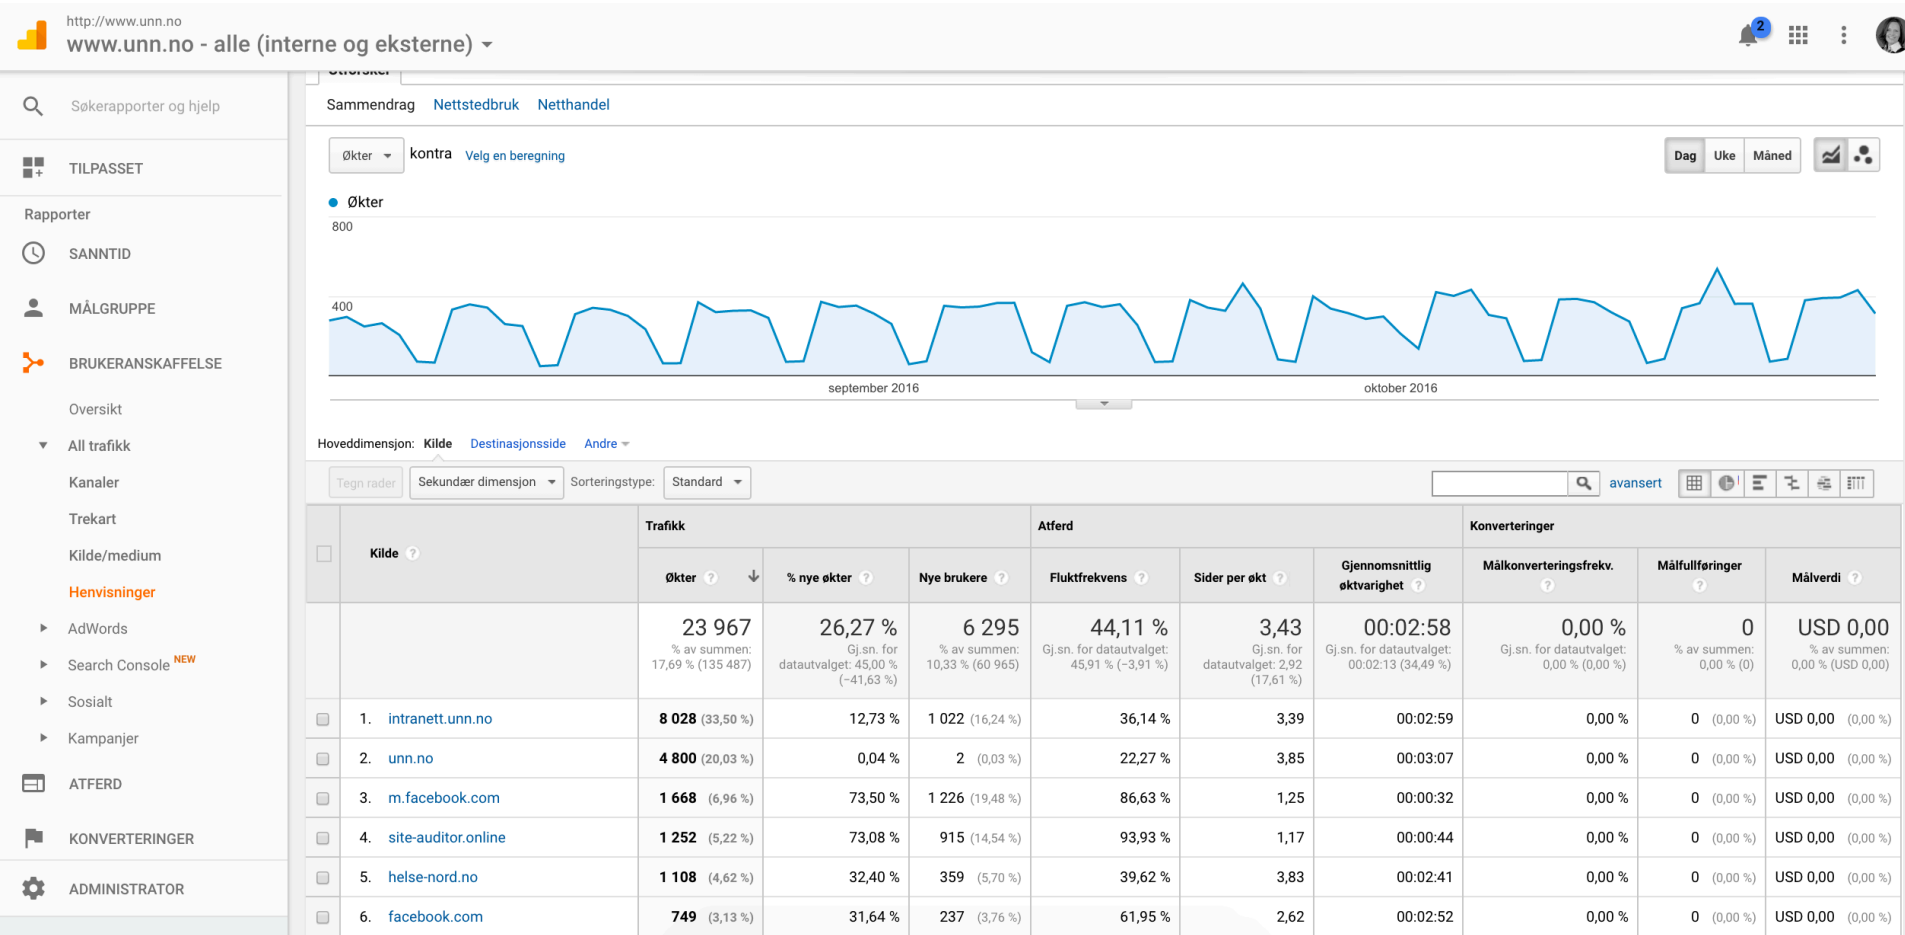 http://www.unn.no
www.unn.no - alle (interne og eksterne)
2
Søkerapporter og hjelp
TILPASSET
Rapporter
SANNTID
MÅLGRUPPE
BRUKERANSKAFFELSE
Oversikt
All trafikk
Kanaler
Trekart
Kilde/medium
Henvisninger
AdWords
Search Console NEW
Sosialt
Kampanjer
ATFERD
KONVERTERINGER
ADMINISTRATOR
Utforsker
Sammendrag Nettstedbruk Netthandel
Økter kontra Velg en beregning Dag Uke Måned
Økter
800
400
september 2016 oktober 2016
Hoveddimensjon: Kilde Destinasjonsside Andre
Tegn rader Sekundær dimensjon Sorteringstype: Standard avansert
Trafikk Atferd Konverteringer
Kilde ?
Økter ? % nye økter ? Nye brukere ? Fluktfrekvens ? Sider per økt ? Gjennomsnittlig øktvarighet ? Målkonverteringsfrekv. ? Målfullføringer ? Målverdi ?
23 967 26,27 % 6 295 44,11 % 3,43 00:02:58 0,00 % 0 USD 0,00
% av summen: Gj.sn. for % av summen: Gj.sn. for datautvalget: Gj.sn. for Gj.sn. for datautvalget: Gj.sn. for datautvalget: % av summen: % av summen:
17,69 % (135 487) datautvalget: 45,00 % 10,33 % (60 965) 45,91 % (−3,91 %) datautvalget: 2,92 00:02:13 (34,49 %) 0,00 % (0,00 %) 0,00 % (0) 0,00 % (USD 0,00)
(−41,63 %) (17,61 %)
1. intranett.unn.no 8 028 (33,50 %) 12,73 % 1 022 (16,24 %) 36,14 % 3,39 00:02:59 0,00 % 0 (0,00 %) USD 0,00 (0,00 %)
2. unn.no 4 800 (20,03 %) 0,04 % 2 (0,03 %) 22,27 % 3,85 00:03:07 0,00 % 0 (0,00 %) USD 0,00 (0,00 %)
3. m.facebook.com 1 668 (6,96 %) 73,50 % 1 226 (19,48 %) 86,63 % 1,25 00:00:32 0,00 % 0 (0,00 %) USD 0,00 (0,00 %)
4. site-auditor.online 1 252 (5,22 %) 73,08 % 915 (14,54 %) 93,93 % 1,17 00:00:44 0,00 % 0 (0,00 %) USD 0,00 (0,00 %)
5. helse-nord.no 1 108 (4,62 %) 32,40 % 359 (5,70 %) 39,62 % 3,83 00:02:41 0,00 % 0 (0,00 %) USD 0,00 (0,00 %)
6. facebook.com 749 (3,13 %) 31,64 % 237 (3,76 %) 61,95 % 2,62 00:02:52 0,00 % 0 (0,00 %) USD 0,00 (0,00 %)